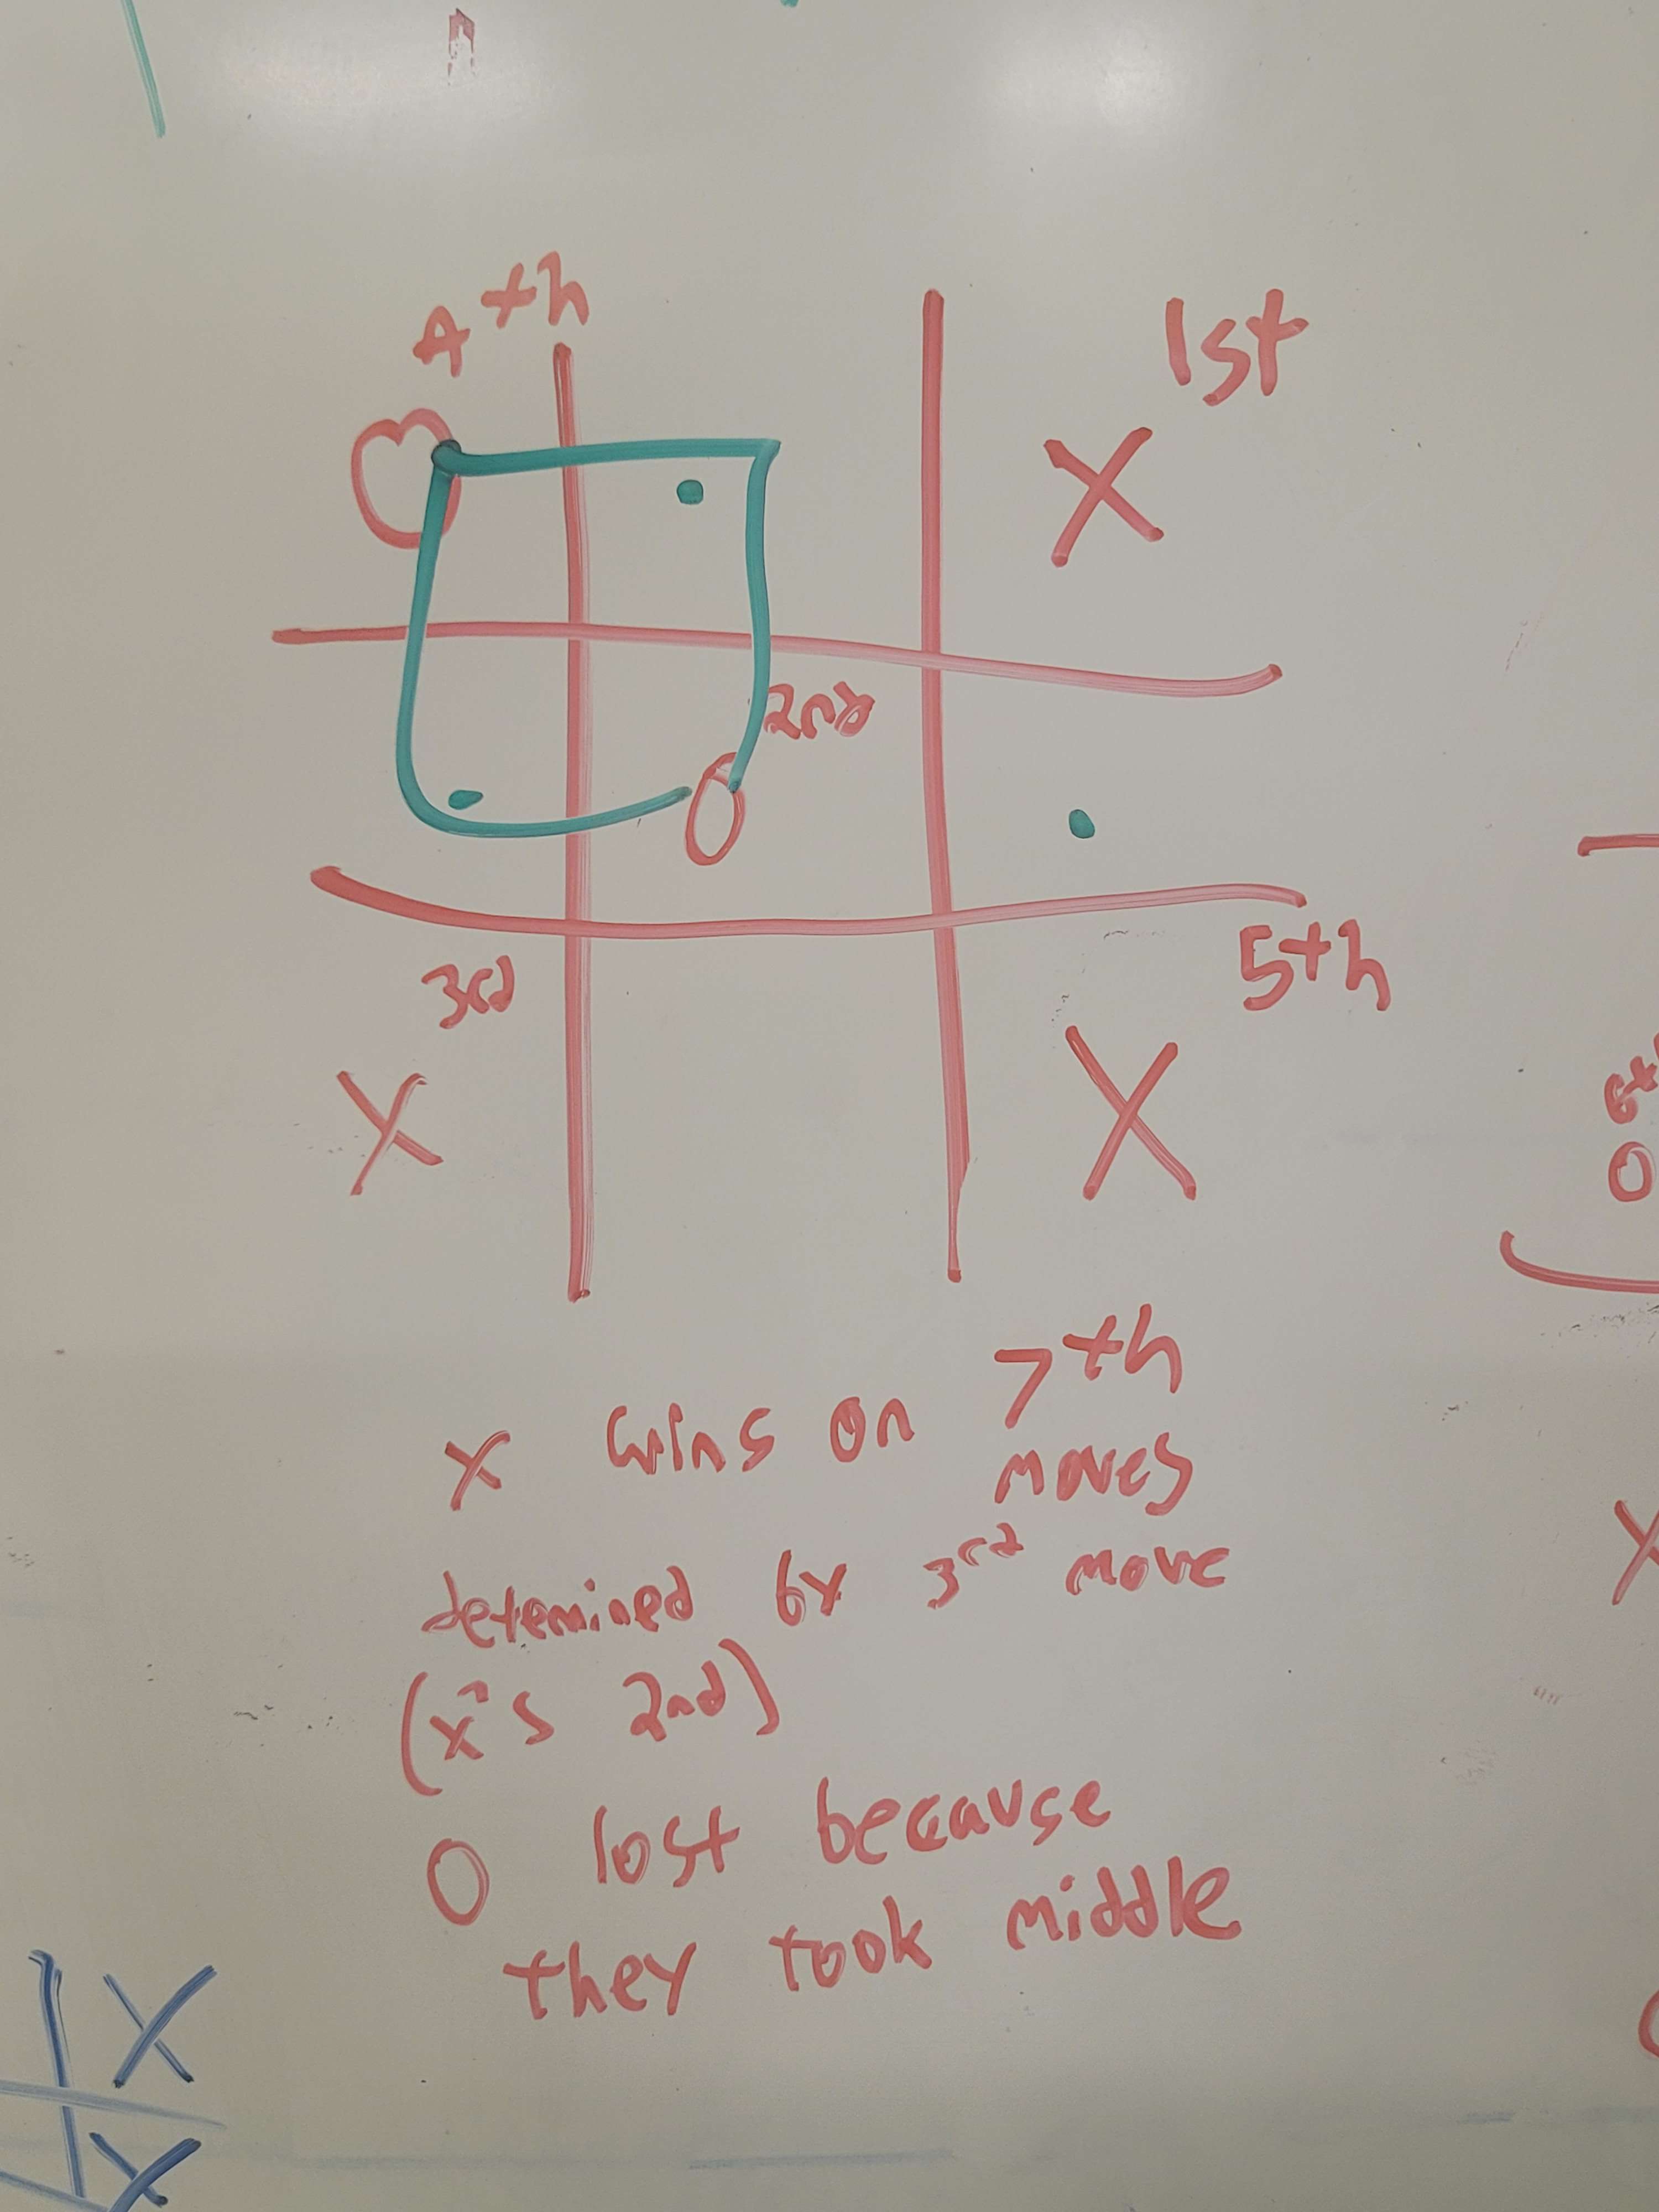 4th
1st
X
O
2nd
O
3rd
5th
X
X
6th
O
X wins on 7th
moves
detemined by 3rd move
(x's 2nd)
X
O lost because
they took middle
X
X